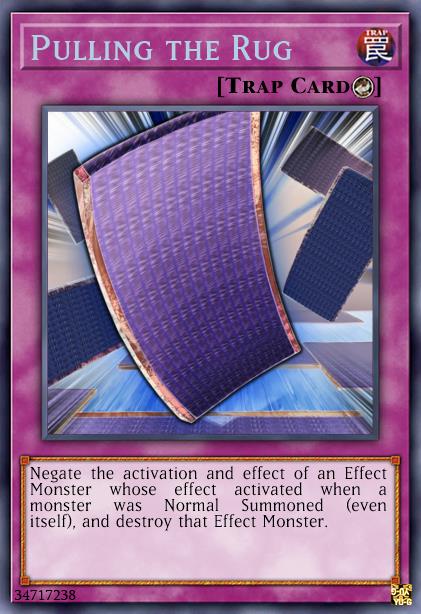 PULLING THE RUG
TRAP
罠
[TRAP CARD]
Negate the activation and effect of an Effect
Monster whose effect activated when a
monster was Normal Summoned (even
itself), and destroy that Effect Monster.
34717238